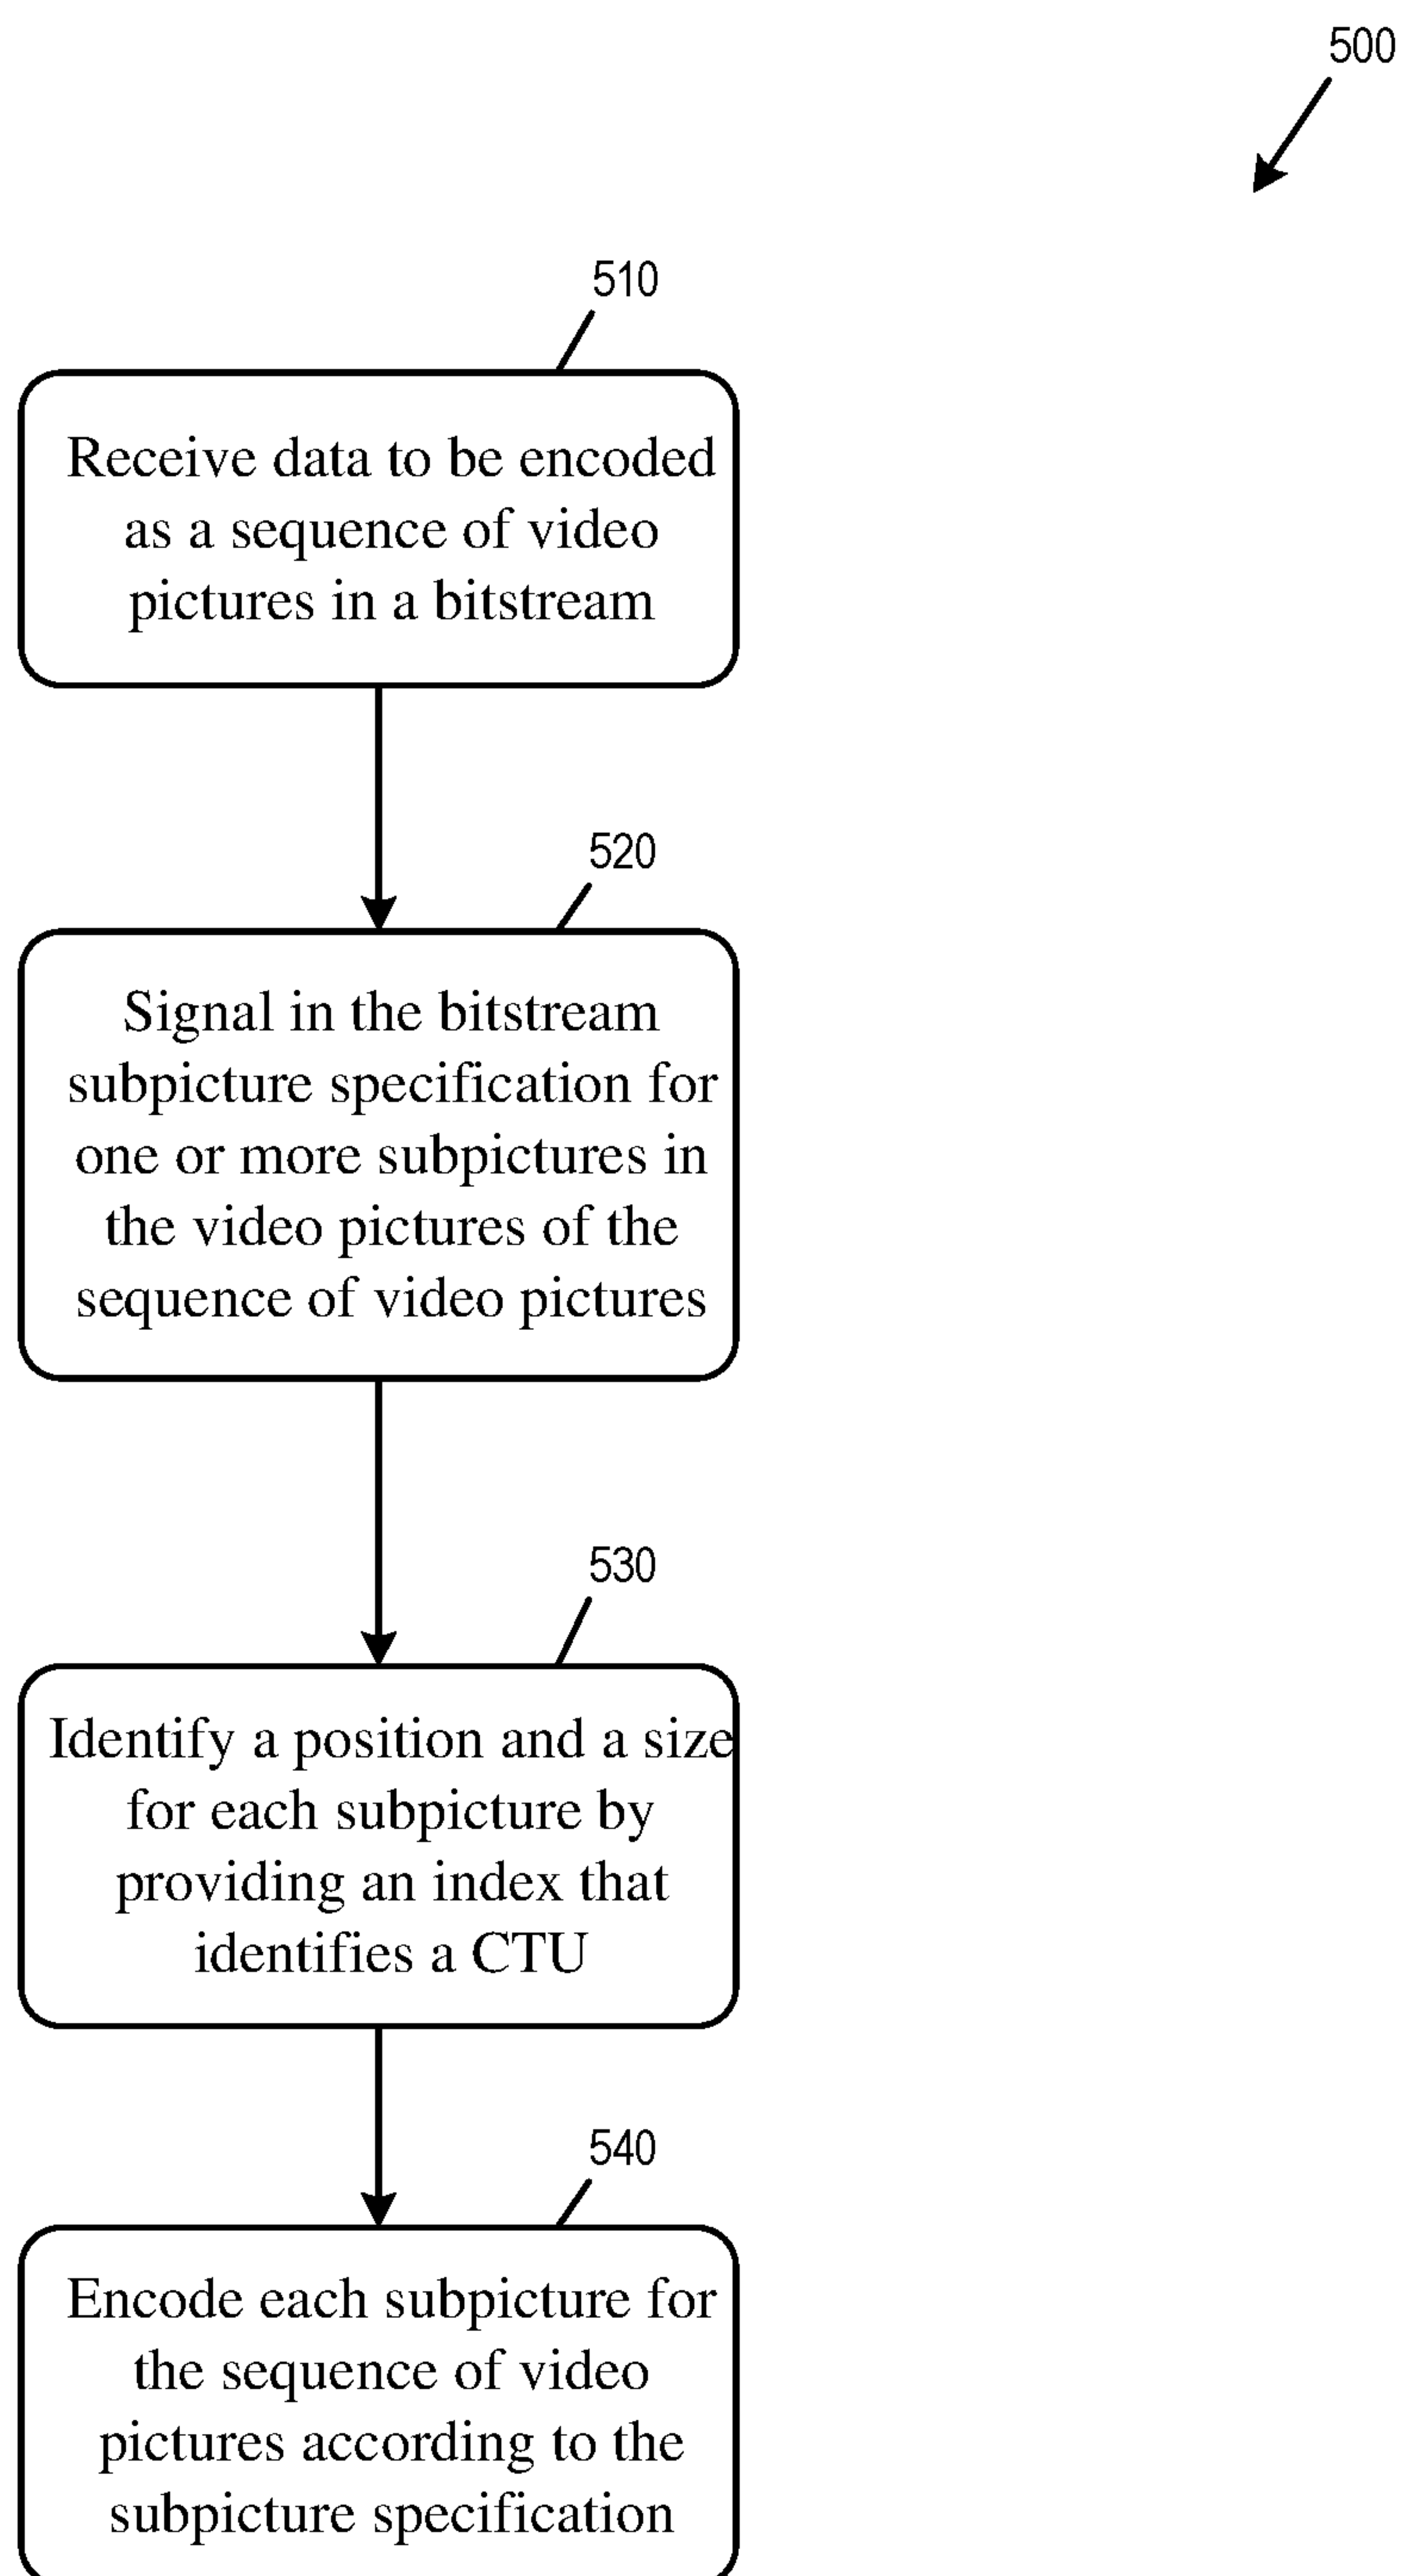 500
510
Receive data to be encoded
as a sequence of video
pictures in a bitstream
520
Signal in the bitstream
subpicture specification for
one or more subpictures in
the video pictures of the
sequence of video pictures
530
Identify a position and a size
for each subpicture by
providing an index that
identifies a CTU
540
Encode each subpicture for
the sequence of video
pictures according to the
subpicture specification